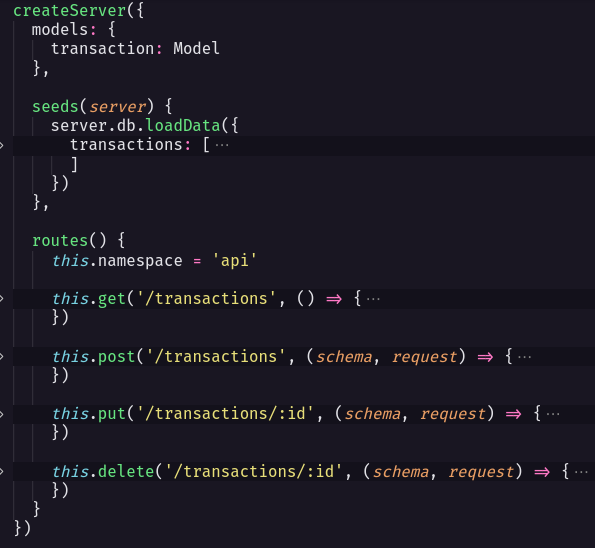 createServer({
  models: {
    transaction: Model
  },

  seeds(server) {
    server.db.loadData({
      transactions: [···
      ]
    })
  },

  routes() {
    this.namespace = 'api'

    this.get('/transactions', () => {···
    })

    this.post('/transactions', (schema, request) => {···
    })

    this.put('/transactions/:id', (schema, request) => {···
    })

    this.delete('/transactions/:id', (schema, request) => {···
    })
  }
})